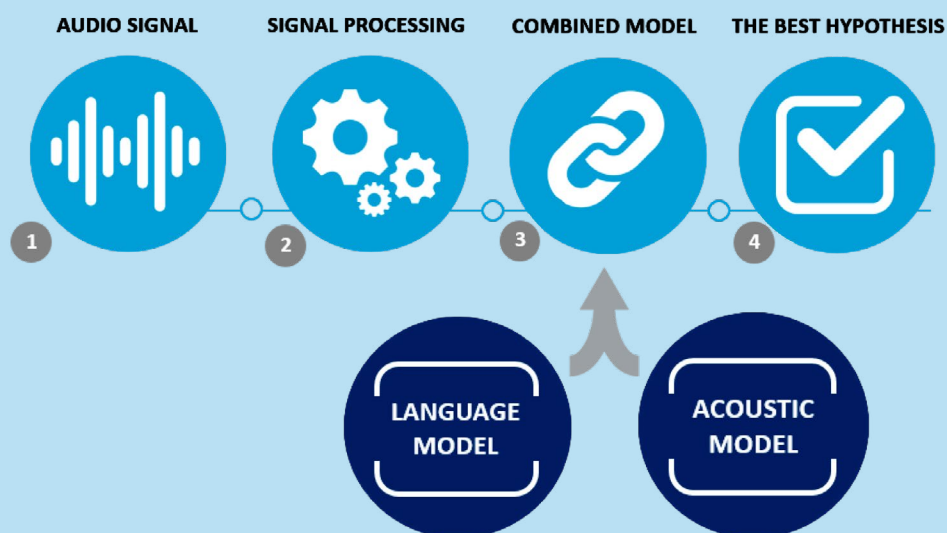 AUDIO SIGNAL
SIGNAL PROCESSING
COMBINED MODEL
THE BEST HYPOTHESIS
1
2
3
4
LANGUAGE
MODEL
ACOUSTIC
MODEL